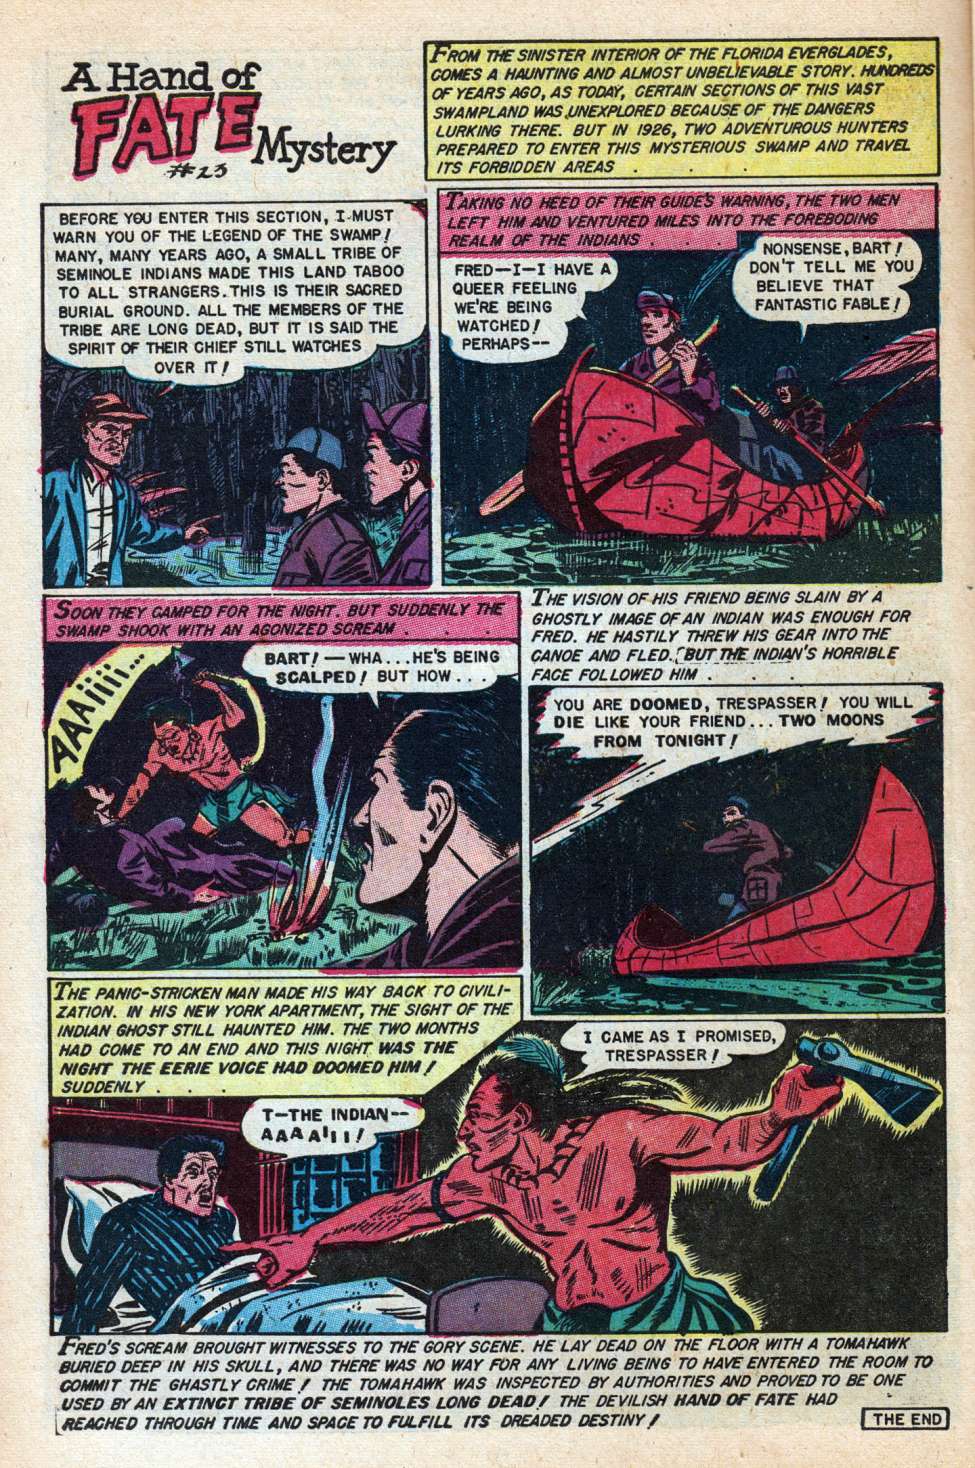 A Hand of
FATE
Mystery
#23
FROM THE SINISTER INTERIOR OF THE FLORIDA EVERGLADES,
COMES A HAUNTING AND ALMOST UNBELIEVABLE STORY. HUNDREDS
OF YEARS AGO, AS TODAY, CERTAIN SECTIONS OF THIS VAST
SWAMPLAND WAS UNEXPLORED BECAUSE OF THE DANGERS
LURKING THERE. BUT IN 1926, TWO ADVENTUROUS HUNTERS
PREPARED TO ENTER THIS MYSTERIOUS SWAMP AND TRAVEL
ITS FORBIDDEN AREAS . . .
BEFORE YOU ENTER THIS SECTION, I MUST
WARN YOU OF THE LEGEND OF THE SWAMP!
MANY, MANY YEARS AGO, A SMALL TRIBE OF
SEMINOLE INDIANS MADE THIS LAND TABOO
TO ALL STRANGERS. THIS IS THEIR SACRED
BURIAL GROUND. ALL THE MEMBERS OF THE
TRIBE ARE LONG DEAD, BUT IT IS SAID THE
SPIRIT OF THEIR CHIEF STILL WATCHES
OVER IT!
TAKING NO HEED OF THEIR GUIDE'S WARNING, THE TWO MEN
LEFT HIM AND VENTURED MILES INTO THE FOREBODING
REALM OF THE INDIANS . . .
FRED—I—I HAVE A
QUEER FEELING
WE'RE BEING
WATCHED!
PERHAPS--
NONSENSE, BART!
DON'T TELL ME YOU
BELIEVE THAT
FANTASTIC FABLE!
SOON THEY CAMPED FOR THE NIGHT. BUT SUDDENLY THE
SWAMP SHOOK WITH AN AGONIZED SCREAM . . .
AAAiiii...
BART!—WHA...HE'S BEING
SCALPED! BUT HOW...
THE VISION OF HIS FRIEND BEING SLAIN BY A
GHOSTLY IMAGE OF AN INDIAN WAS ENOUGH FOR
FRED. HE HASTILY THREW HIS GEAR INTO THE
CANOE AND FLED. BUT THE INDIAN'S HORRIBLE
FACE FOLLOWED HIM . . . .
YOU ARE DOOMED, TRESPASSER! YOU WILL
DIE LIKE YOUR FRIEND... TWO MOONS
FROM TONIGHT!
THE PANIC-STRICKEN MAN MADE HIS WAY BACK TO CIVILI-
ZATION. IN HIS NEW YORK APARTMENT, THE SIGHT OF THE
INDIAN GHOST STILL HAUNTED HIM. THE TWO MONTHS
HAD COME TO AN END AND THIS NIGHT WAS THE
NIGHT THE EERIE VOICE HAD DOOMED HIM!
SUDDENLY . . .
T—THE INDIAN--
AAAAIII!
I CAME AS I PROMISED,
TRESPASSER!
FRED'S SCREAM BROUGHT WITNESSES TO THE GORY SCENE. HE LAY DEAD ON THE FLOOR WITH A TOMAHAWK
BURIED DEEP IN HIS SKULL, AND THERE WAS NO WAY FOR ANY LIVING BEING TO HAVE ENTERED THE ROOM TO
COMMIT THE GHASTLY CRIME! THE TOMAHAWK WAS INSPECTED BY AUTHORITIES AND PROVED TO BE ONE
USED BY AN EXTINCT TRIBE OF SEMINOLES LONG DEAD! THE DEVILISH HAND OF FATE HAD
REACHED THROUGH TIME AND SPACE TO FULFILL ITS DREADED DESTINY!
THE END